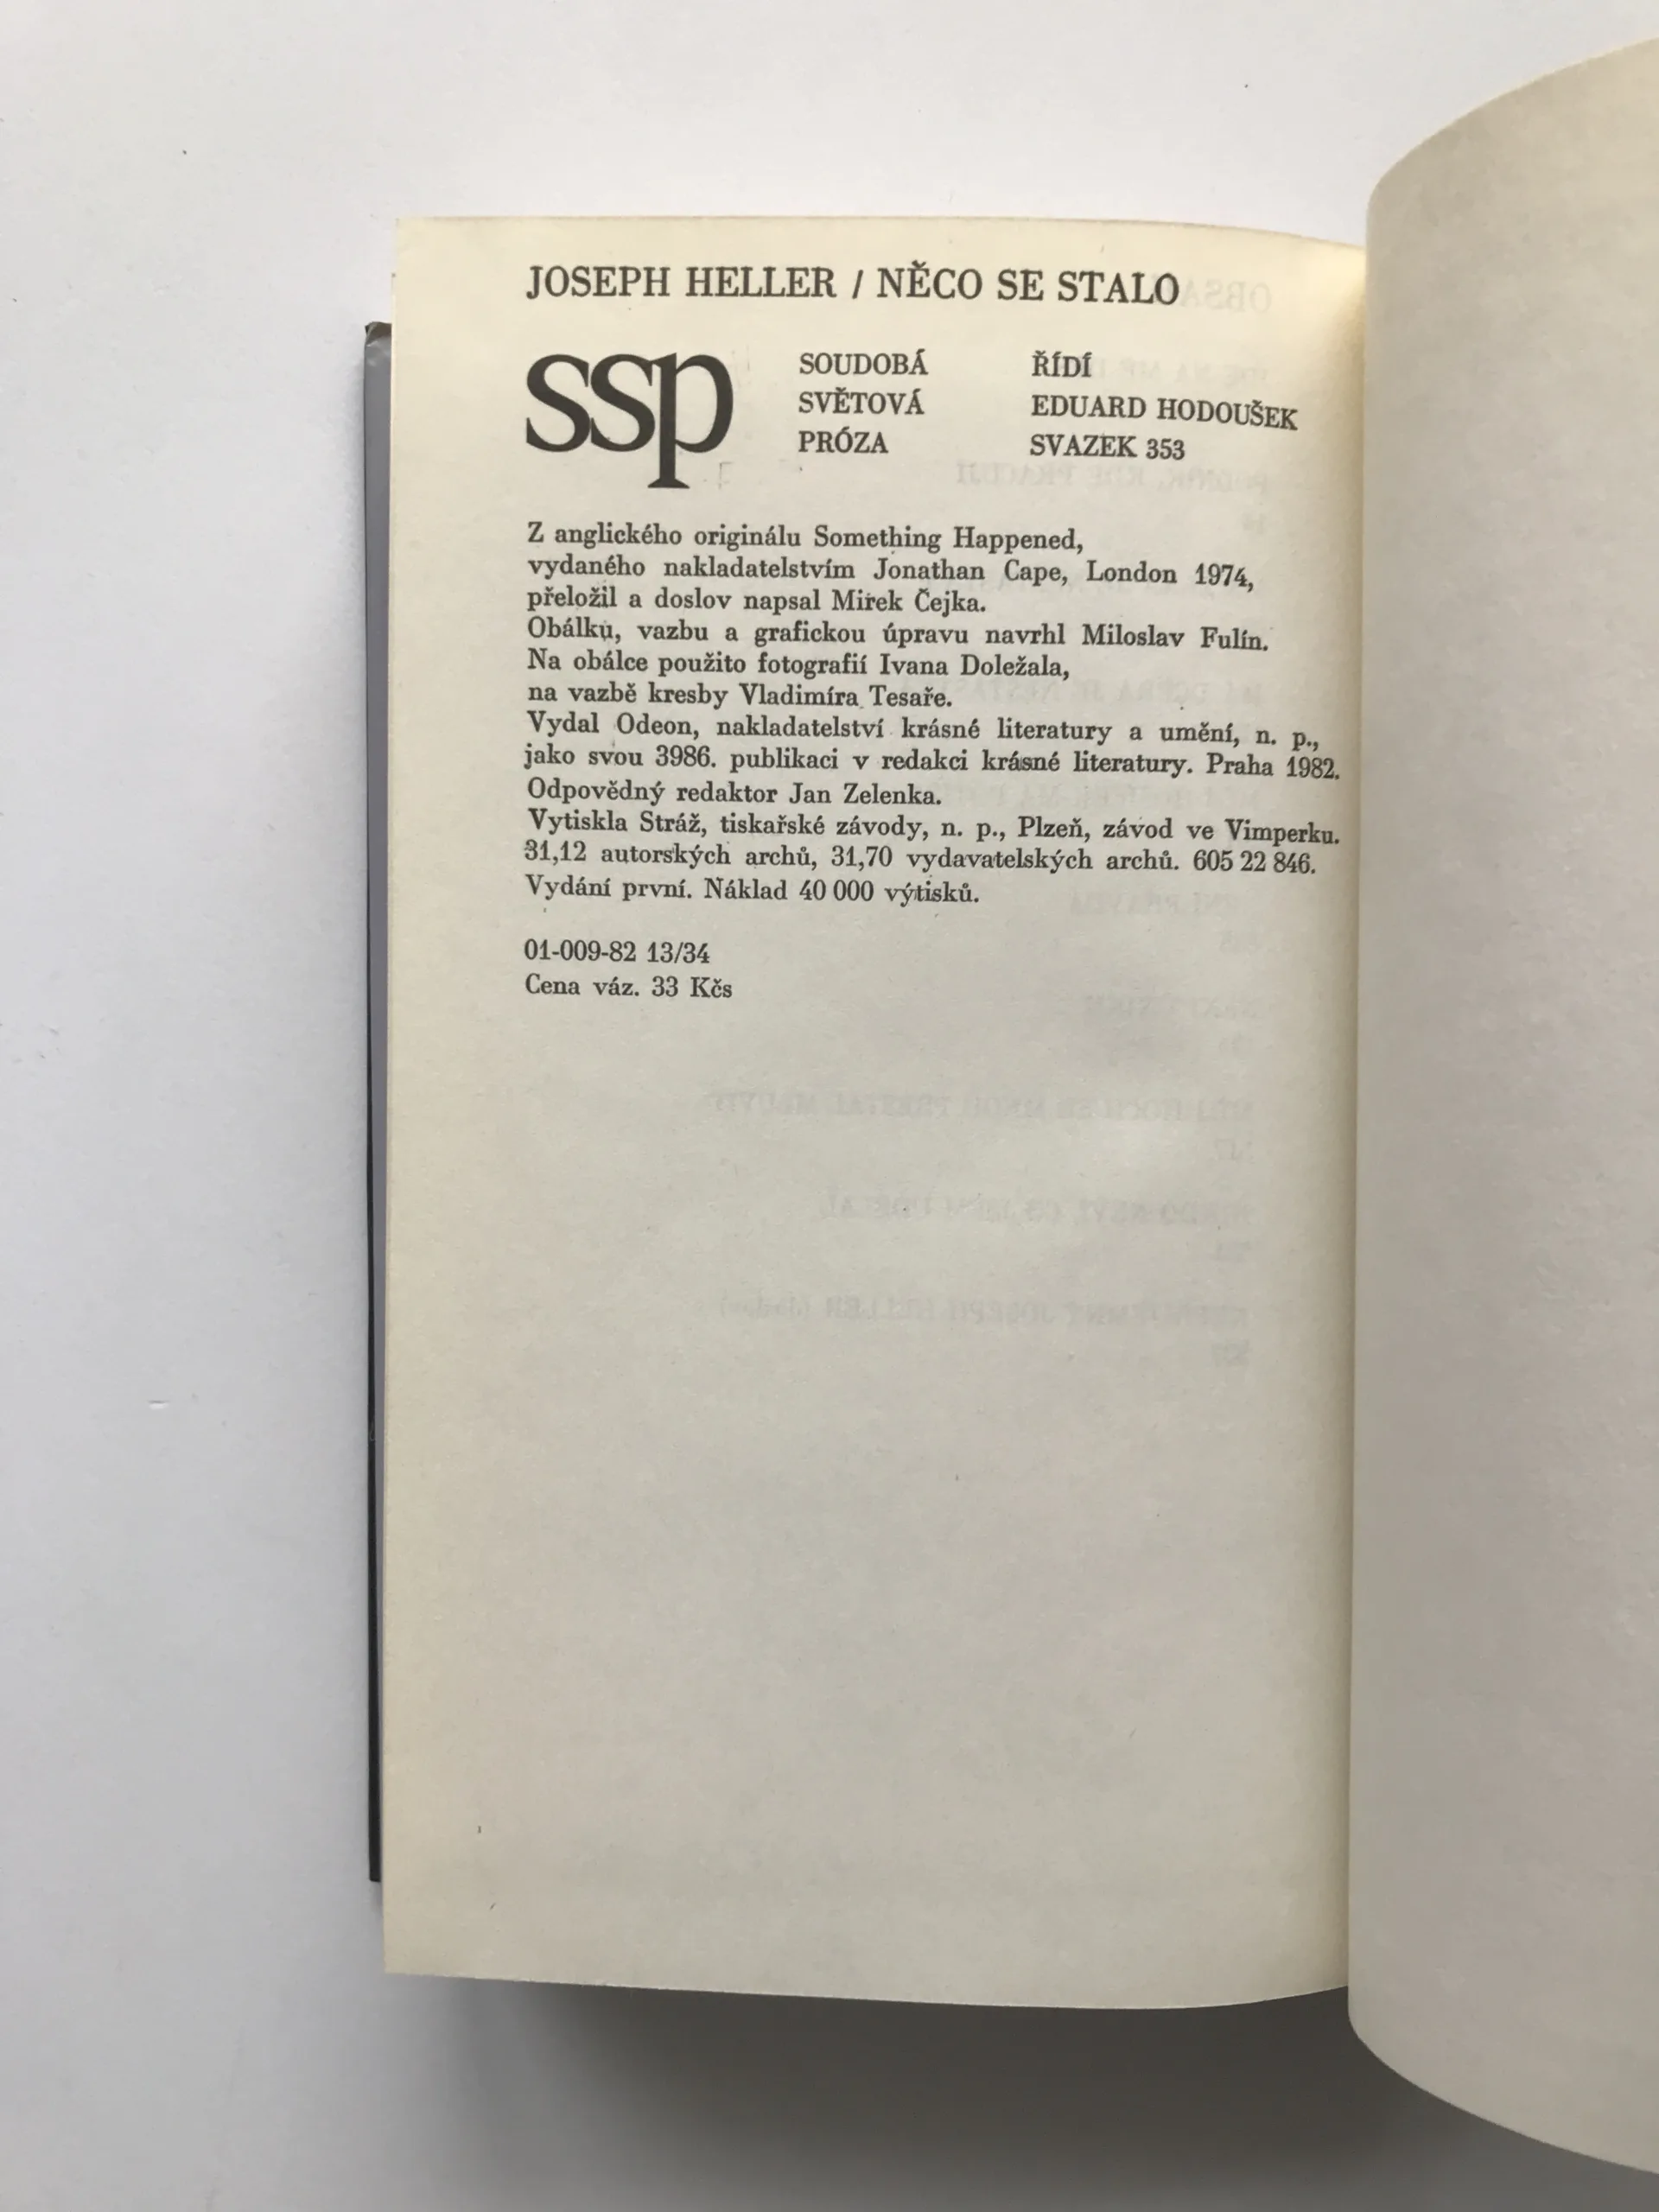 JOSEPH HELLER / NĚCO SE STALO
ssp
SOUDOBÁ
SVĚTOVÁ
PRÓZA
ŘÍDÍ
EDUARD HODOUŠEK
SVAZEK 353
Z anglického originálu Something Happened,
vydaného nakladatelstvím Jonathan Cape, London 1974,
přeložil a doslov napsal Mirek Čejka.
Obálku, vazbu a grafickou úpravu navrhl Miloslav Fulín.
Na obálce použito fotografií Ivana Doležala,
na vazbě kresby Vladimíra Tesaře.
Vydal Odeon, nakladatelství krásné literatury a umění, n. p.,
jako svou 3986. publikaci v redakci krásné literatury. Praha 1982.
Odpovědný redaktor Jan Zelenka.
Vytiskla Stráž, tiskařské závody, n. p., Plzeň, závod ve Vimperku.
31,12 autorských archů, 31,70 vydavatelských archů. 605 22 846.
Vydání první. Náklad 40 000 výtisků.
01-009-82 13/34
Cena váz. 33 Kčs